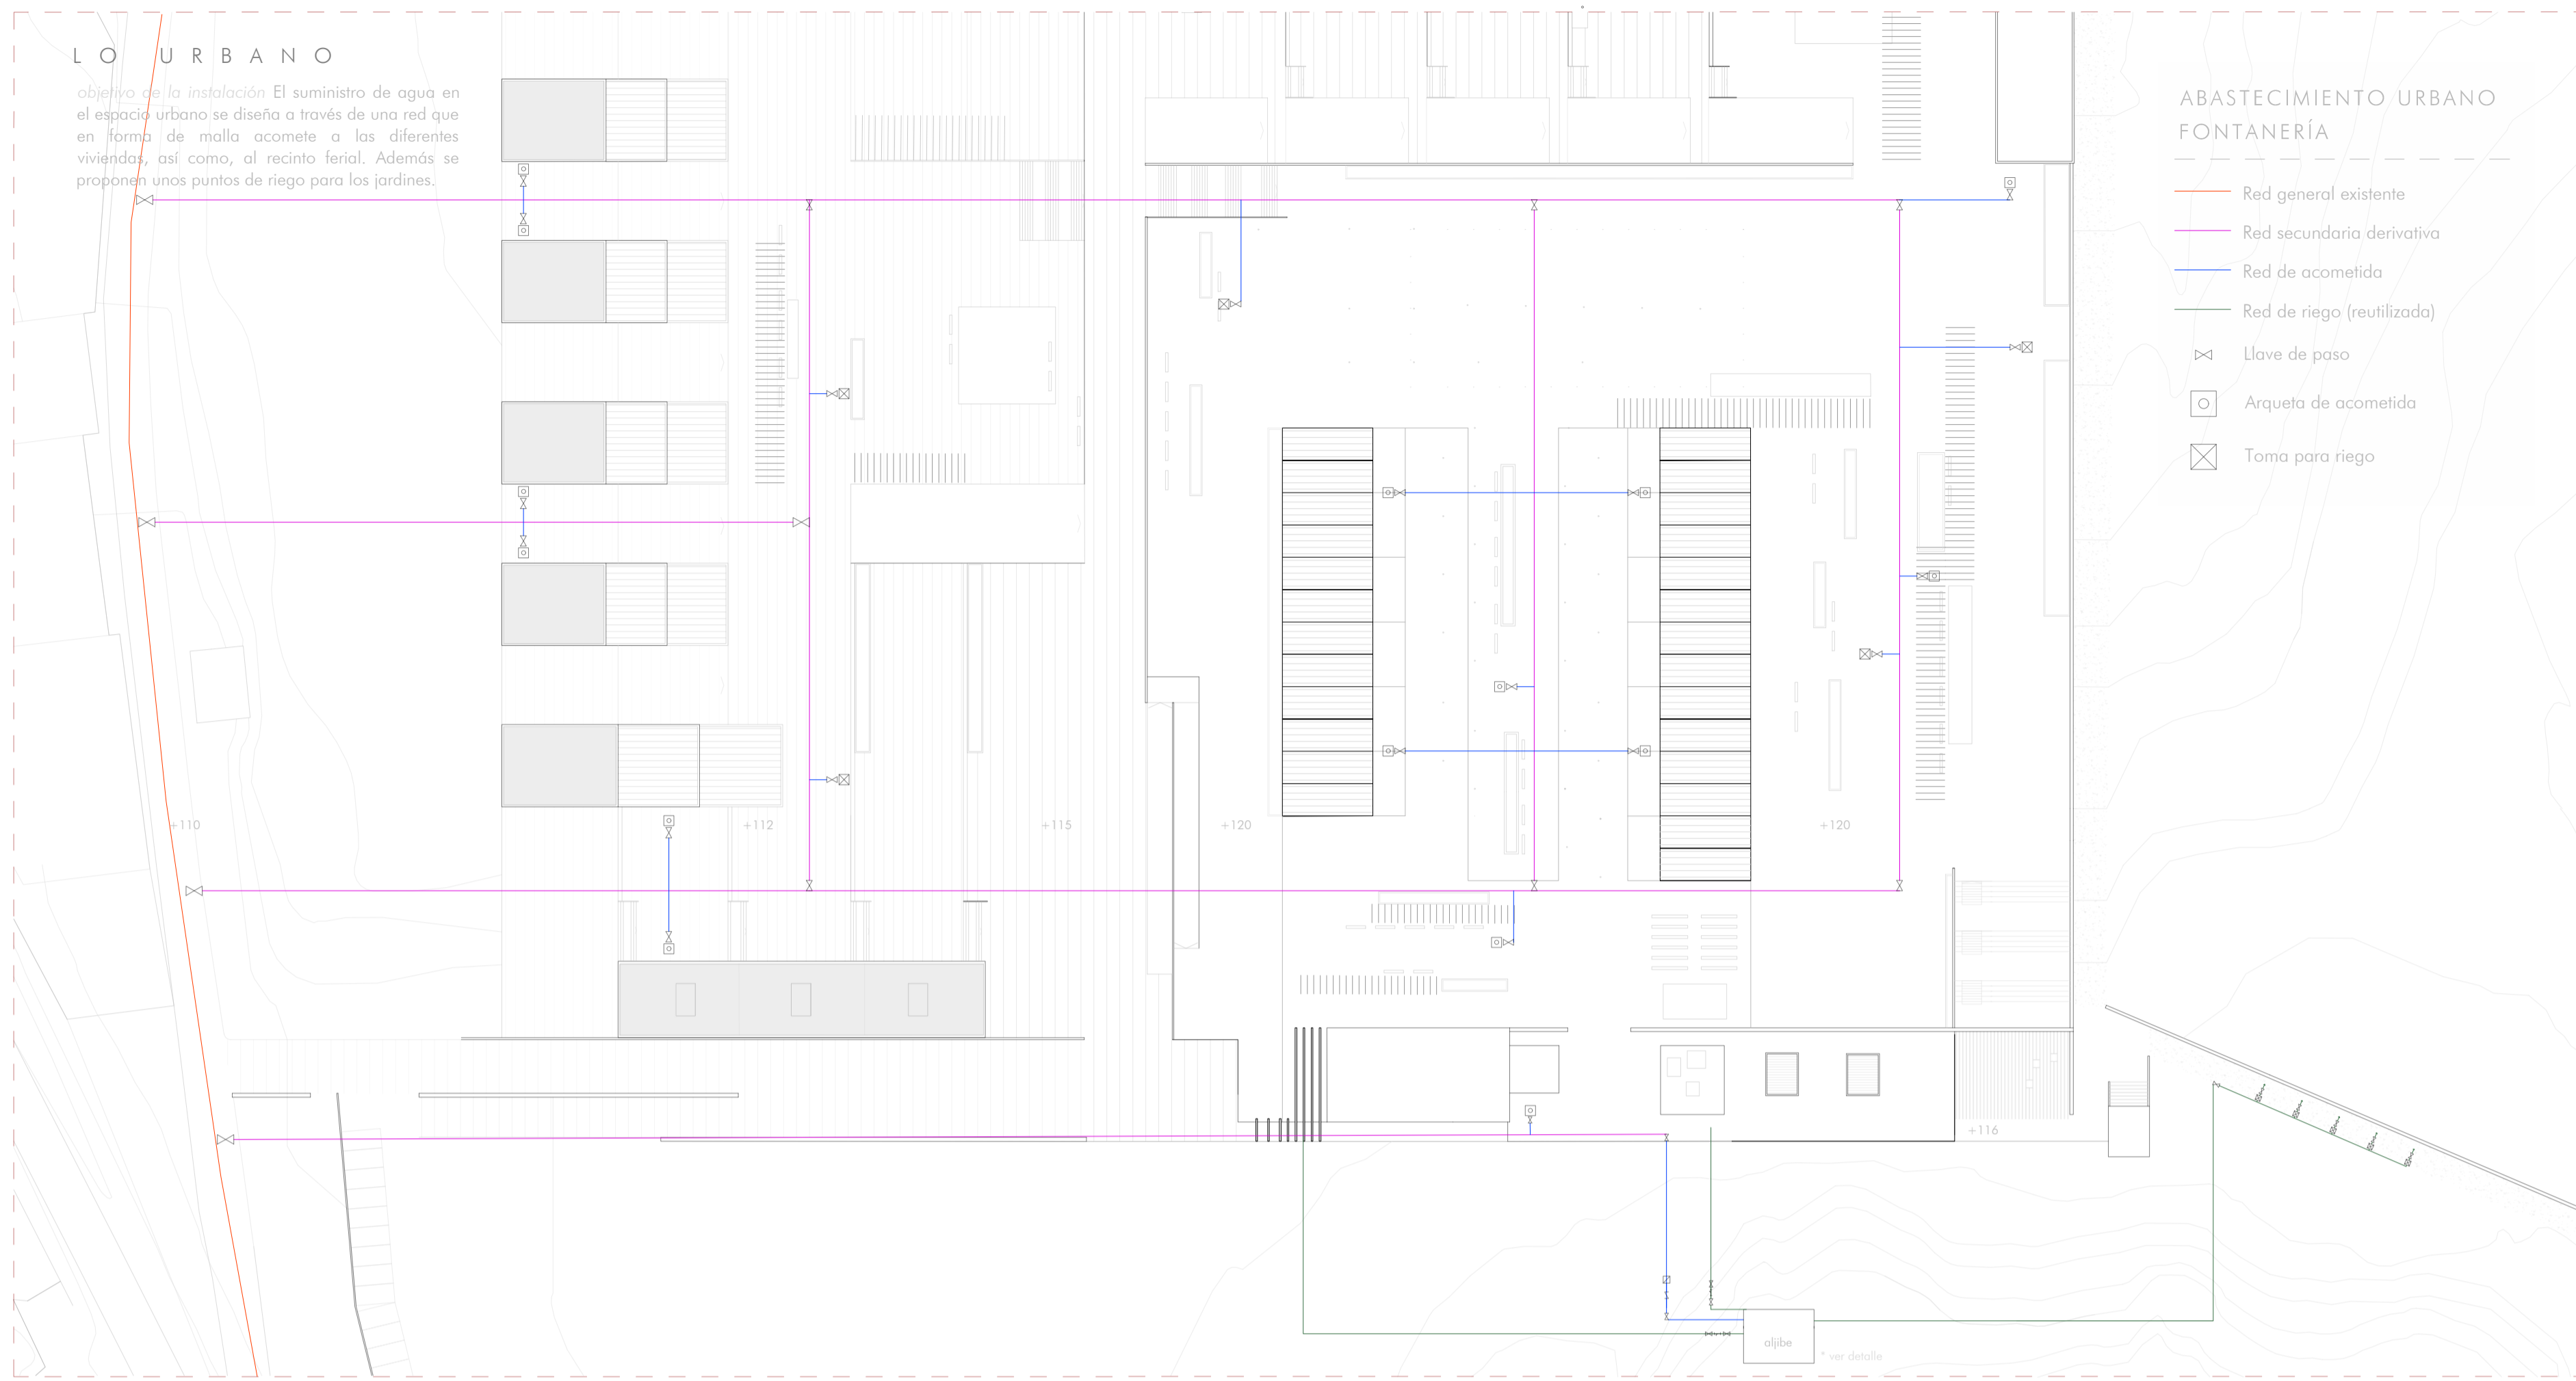 LO URBANO
objetivo de la instalación El suministro de agua en
el espacio urbano se diseña a través de una red que
en forma de malla acomete a las diferentes
viviendas, así como, al recinto ferial. Además se
proponen unos puntos de riego para los jardines.
ABASTECIMIENTO URBANO
FONTANERÍA
Red general existente
Red secundaria derivativa
Red de acometida
Red de riego (reutilizada)
Llave de paso
Arqueta de acometida
Toma para riego
+110
+112
+115
+120
+120
+116
aljibe
* ver detalle